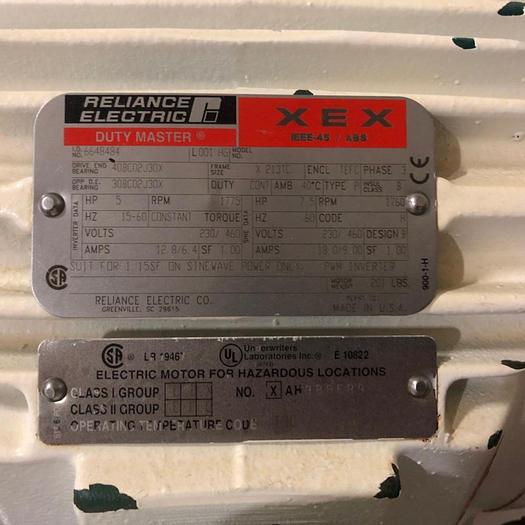 RELIANCE
ELECTRIC
XEX
DUTY MASTER®
IEEE-45 / ABS
I.D. NO. 6648484 L001 HG MODEL NO.
DRIVE END BEARING 40BC02J30X FRAME SIZE X 213TC ENCL TEFC PHASE 3
OPP D.E. BEARING 30BC02J30X DUTY CONT AMB 40°C TYPE P INSUL CLASS B
INVERTER DATA
HP 5 RPM 1775
HZ 15-60 CONSTANT TORQUE
VOLTS 230/ 460
AMPS 12.8/6.4 SF 1.00
SINE DATA
HP 7.5 RPM 1760
HZ 60 CODE H
VOLTS 230/ 460 DESIGN B
AMPS 18.0/9.00 SF 1.00
SUIT FOR 1.15SF ON SINEWAVE POWER ONLY. PWM INVERTER
SA
MOTOR WEIGHT 201 LBS.
RELIANCE ELECTRIC CO.
GREENVILLE, SC 29615
MADE IN U.S.A.
900-1-H
SA
UL Underwriters Laboratories Inc.® E 10822
ELECTRIC MOTOR FOR HAZARDOUS LOCATIONS
CLASS I. GROUP
NO. X AH
CLASS II GROUP
OPERATING TEMPERATURE CODE